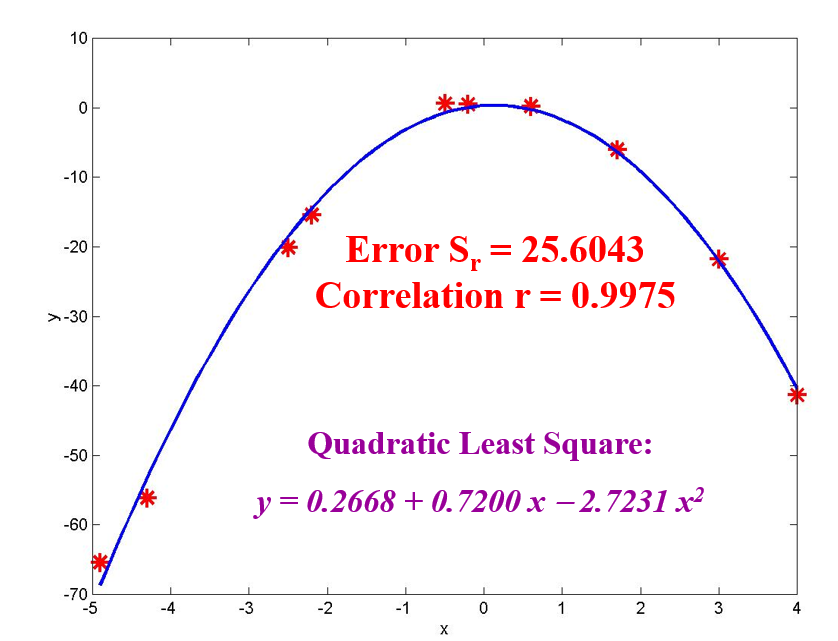 10
0
-10
-20
-30
-40
-50
-60
-70
y
Error Sr = 25.6043
Correlation r = 0.9975
Quadratic Least Square:
y = 0.2668 + 0.7200 x − 2.7231 x2
-5 -4 -3 -2 -1 0 1 2 3 4
x